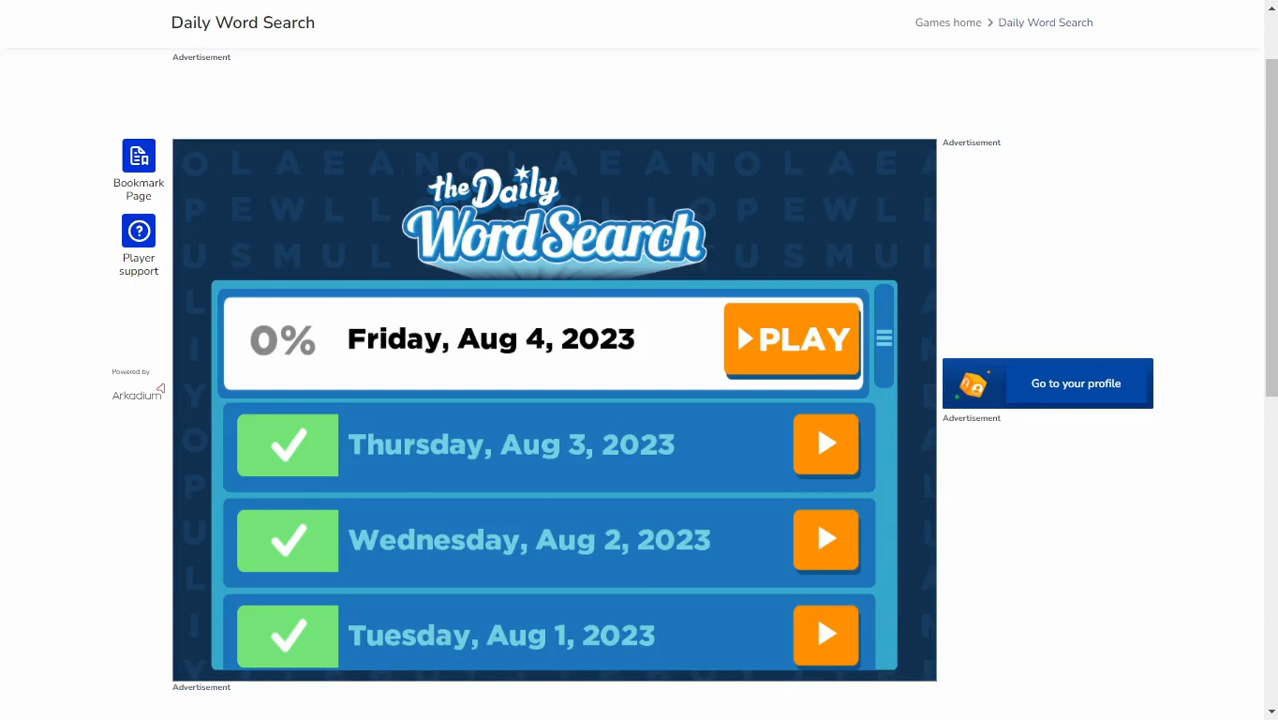 Daily Word Search
Games home
Daily Word Search
Advertisement
Bookmark
Page
Player
support
Powered by
Arkadium
the Daily
Word Search
0%
Friday, Aug 4, 2023
PLAY
Thursday, Aug 3, 2023
Wednesday, Aug 2, 2023
Tuesday, Aug 1, 2023
Advertisement
Go to your profile
Advertisement
Advertisement